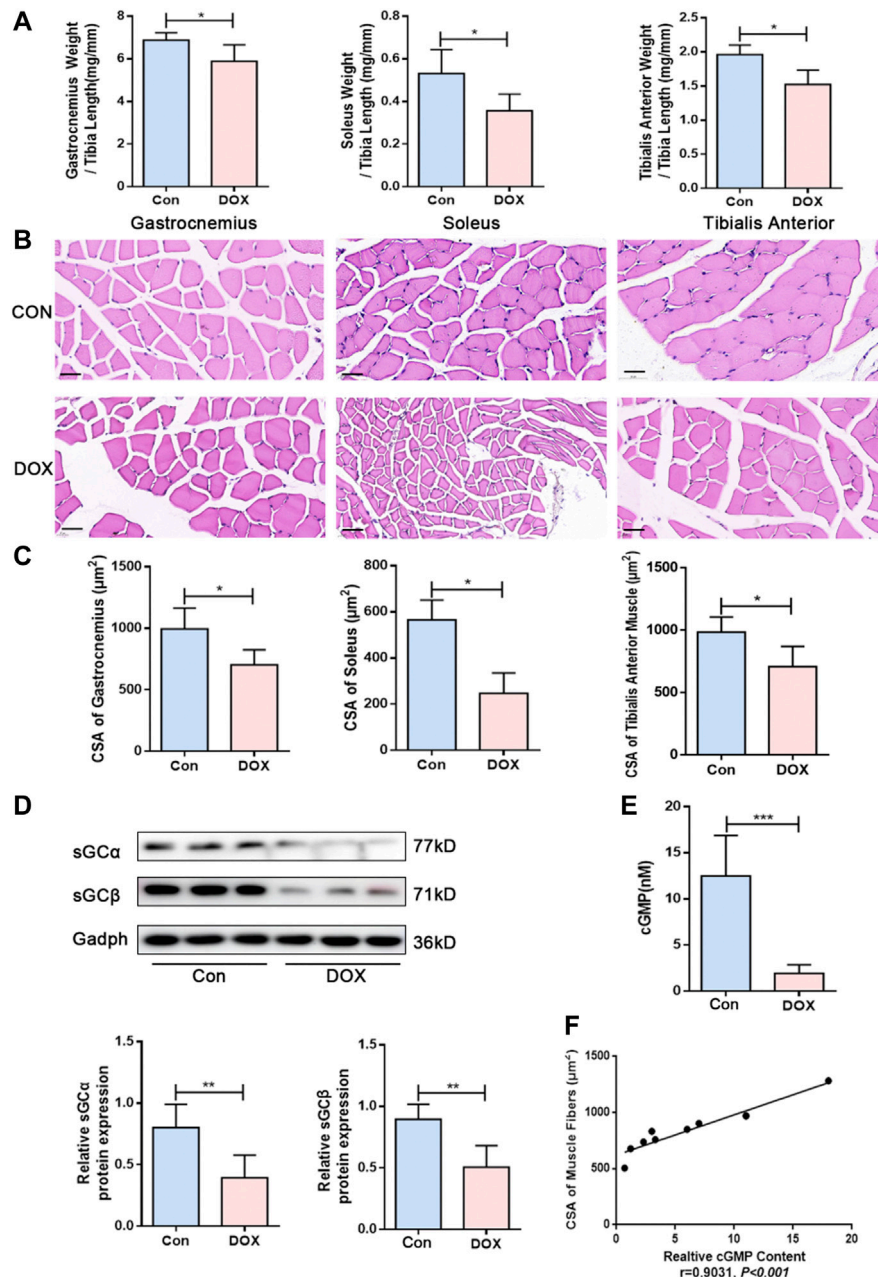 A
Gastrocnemius Weight
/ Tibia Length(mg/mm)
8
6
4
2
0
*
Con
DOX
Soleus Weight
/ Tibia Length (mg/mm)
0.8
0.6
0.4
0.2
0.0
*
Con
DOX
Tibialis Anterior Weight
/ Tibia Length (mg/mm)
2.5
2.0
1.5
1.0
0.5
0.0
*
Con
DOX
B
Gastrocnemius
Soleus
Tibialis Anterior
CON
DOX
C
CSA of Gastrocnemius (μm²)
1500
1000
500
0
*
Con
DOX
CSA of Soleus (μm²)
800
600
400
200
0
*
Con
DOX
CSA of Tibialis Anterior Muscle (μm²)
1500
1000
500
0
*
Con
DOX
D
sGCα
77kD
sGCβ
71kD
Gadph
36kD
Con
DOX
Relative sGCα
protein expression
1.5
1.0
0.5
0.0
**
Con
DOX
Relative sGCβ
protein expression
1.5
1.0
0.5
0.0
**
Con
DOX
E
cGMP(nM)
20
15
10
5
0
***
Con
DOX
F
CSA of Muscle Fibers (μm²)
1500
1000
500
0
0
5
10
15
20
Realtive cGMP Content
r=0.9031, P<0.001